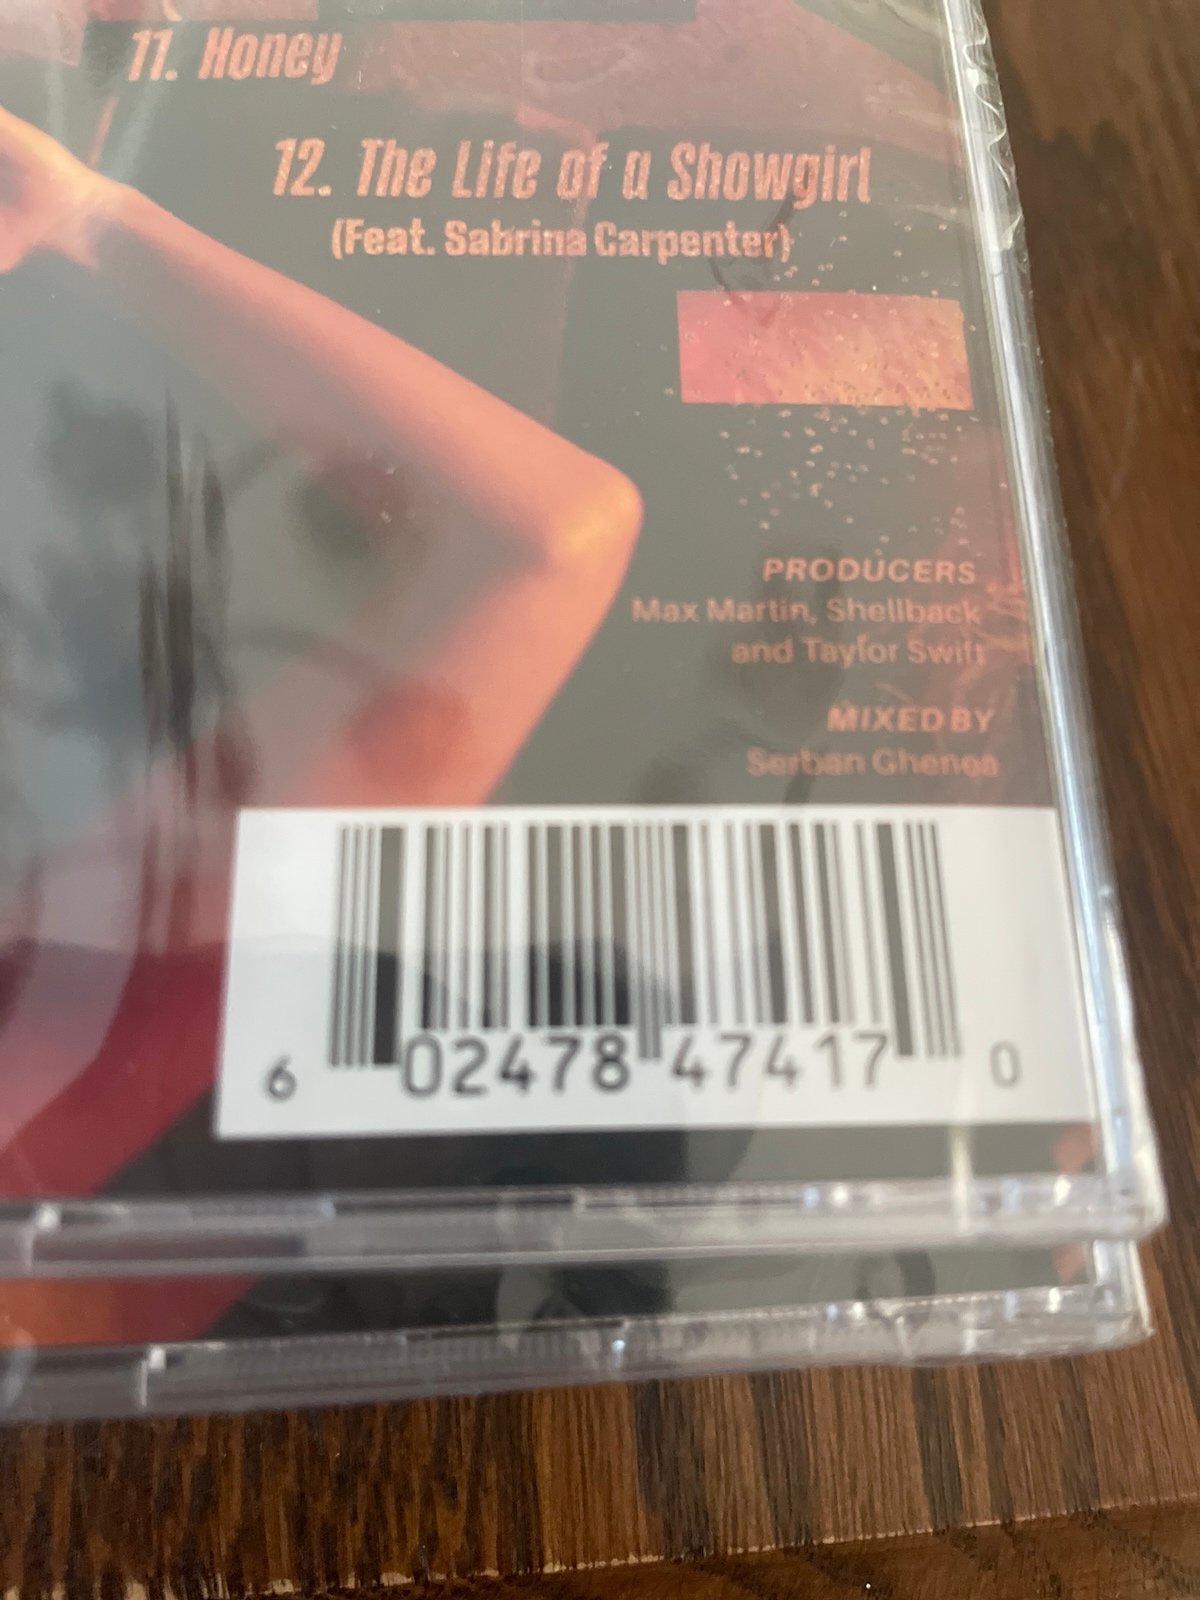 11. Honey
12. The Life of a Showgirl
(Feat. Sabrina Carpenter)
PRODUCERS
Max Martin, Shellback
and Taylor Swift
MIXED BY
Serban Ghenea
6 02478 47417 0